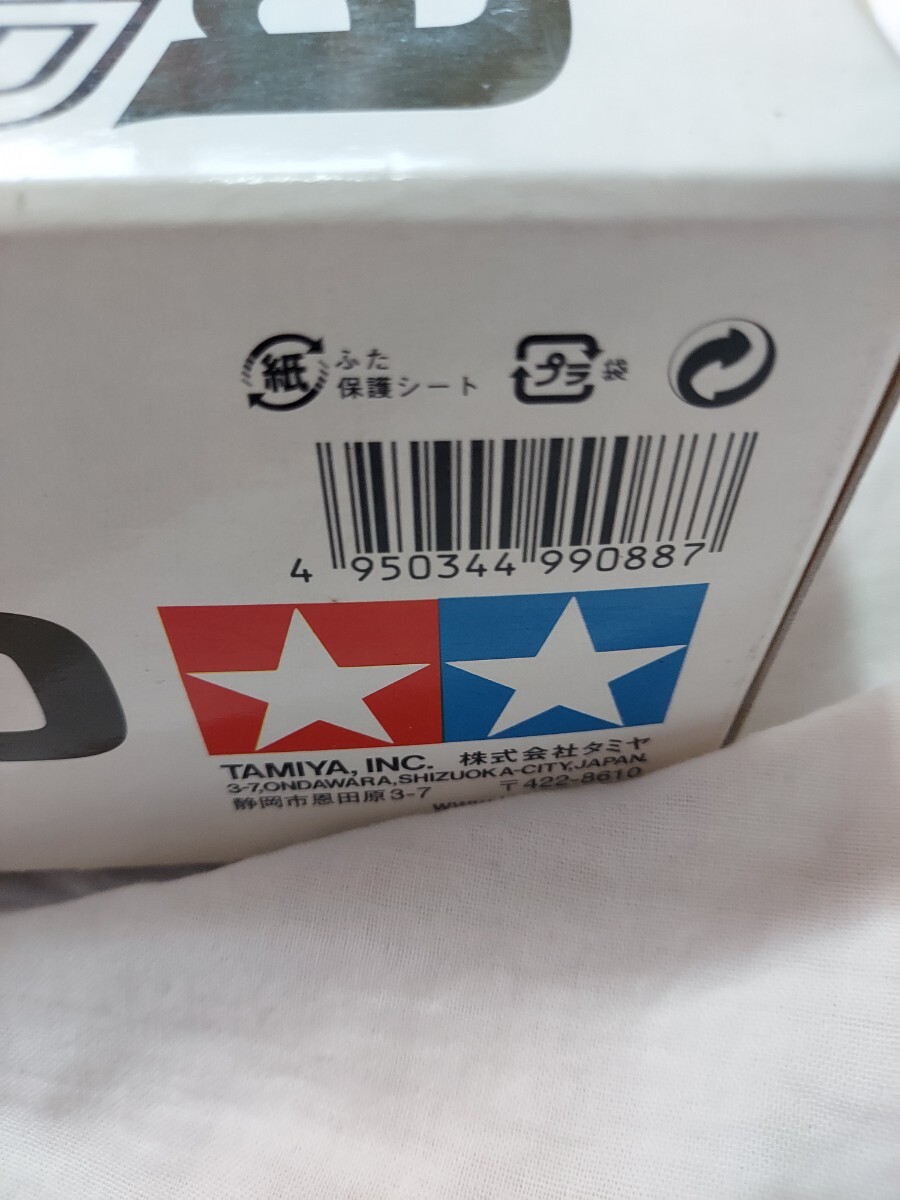 紙 ふた
保護シート
プラ 袋
4 950344 990887
TAMIYA, INC. 株式会社タミヤ
3-7,ONDAWARA,SHIZUOKA-CITY,JAPAN.
静岡市恩田原3-7 〒422-8610